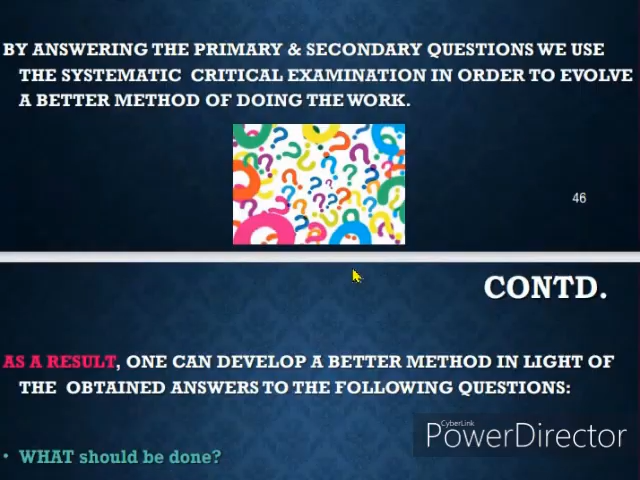 BY ANSWERING THE PRIMARY & SECONDARY QUESTIONS WE USE
THE SYSTEMATIC CRITICAL EXAMINATION IN ORDER TO EVOLVE
A BETTER METHOD OF DOING THE WORK.
46
CONTD.
AS A RESULT, ONE CAN DEVELOP A BETTER METHOD IN LIGHT OF
THE OBTAINED ANSWERS TO THE FOLLOWING QUESTIONS:
CyberLink
PowerDirector
• WHAT should be done?